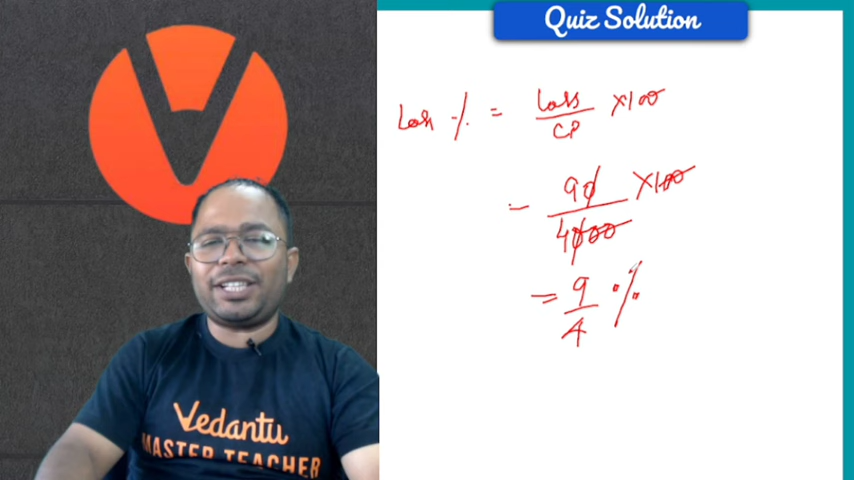 Quiz Solution
Loss % = Loss/CP ×100
= 90/4000 ×100
= 9/4 %
Vedantu
MASTER TEACHER